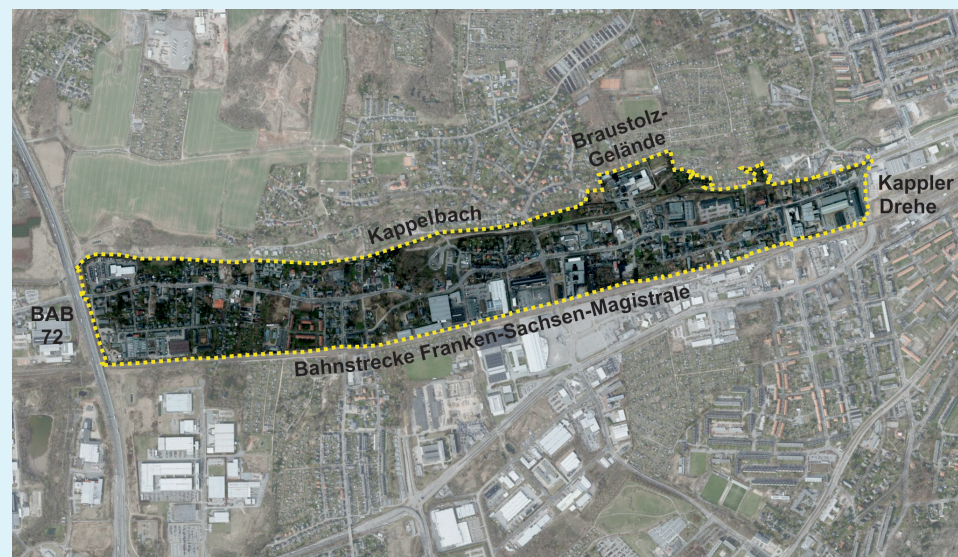 Braustolz-
Gelände
Kappler
Drehe
Kappelbach
BAB
72
Bahnstrecke Franken-Sachsen-Magistrale